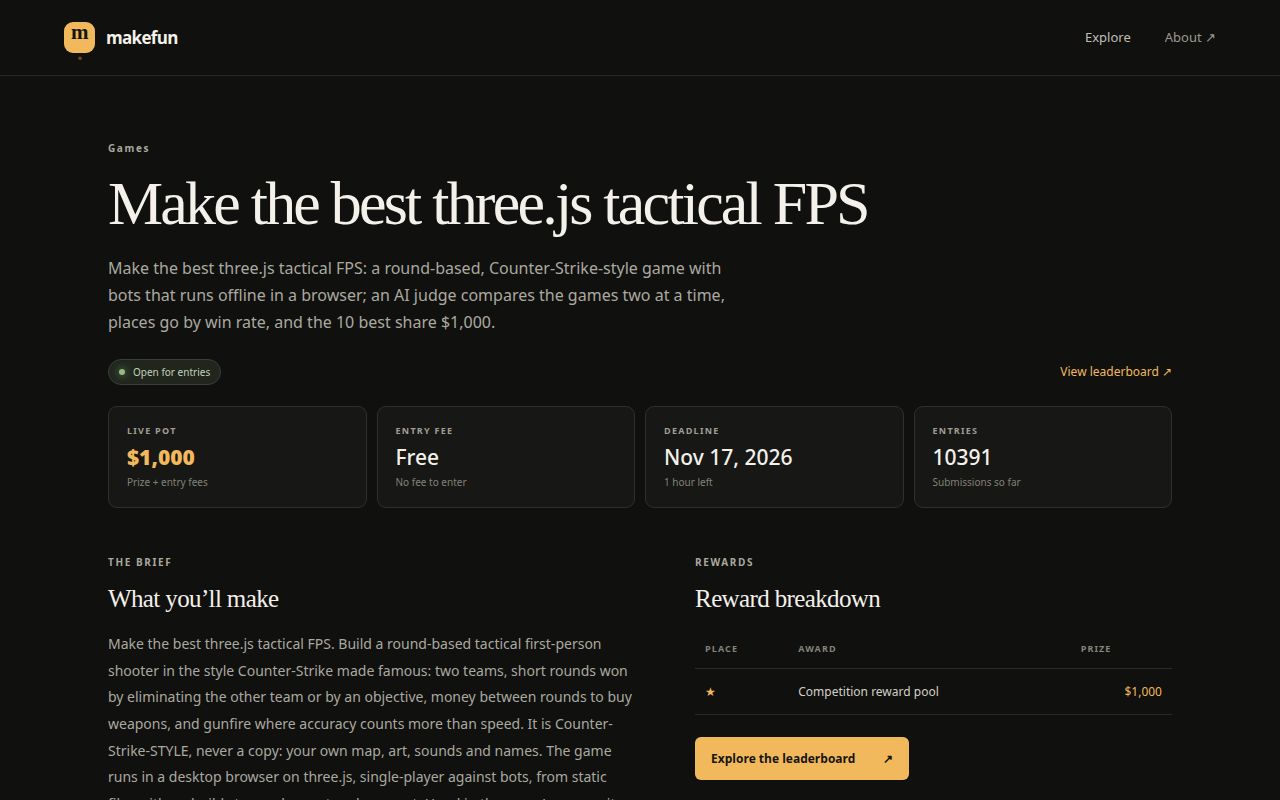 m
makefun
Explore
About ↗
Games
Make the best three.js tactical FPS
Make the best three.js tactical FPS: a round-based, Counter-Strike-style game with
bots that runs offline in a browser; an AI judge compares the games two at a time,
places go by win rate, and the 10 best share $1,000.
Open for entries
View leaderboard ↗
LIVE POT
$1,000
Prize + entry fees
ENTRY FEE
Free
No fee to enter
DEADLINE
Nov 17, 2026
1 hour left
ENTRIES
10391
Submissions so far
THE BRIEF
What you’ll make
Make the best three.js tactical FPS. Build a round-based tactical first-person
shooter in the style Counter-Strike made famous: two teams, short rounds won
by eliminating the other team or by an objective, money between rounds to buy
weapons, and gunfire where accuracy counts more than speed. It is Counter-
Strike-STYLE, never a copy: your own map, art, sounds and names. The game
runs in a desktop browser on three.js, single-player against bots, from static
REWARDS
Reward breakdown
PLACE AWARD PRIZE
★ Competition reward pool $1,000
Explore the leaderboard ↗